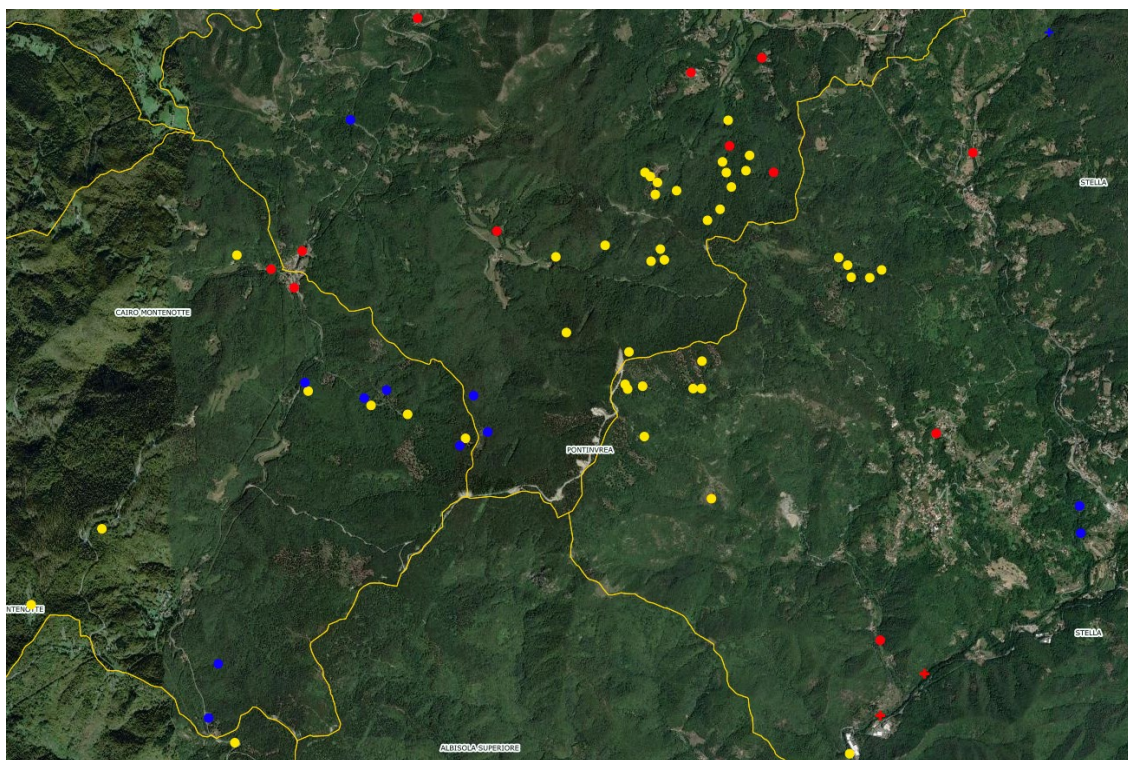 STELLA
CAIRO MONTENOTTE
PONTINVREA
NTENOTTE
STELLA
ALBISOLA SUPERIORE